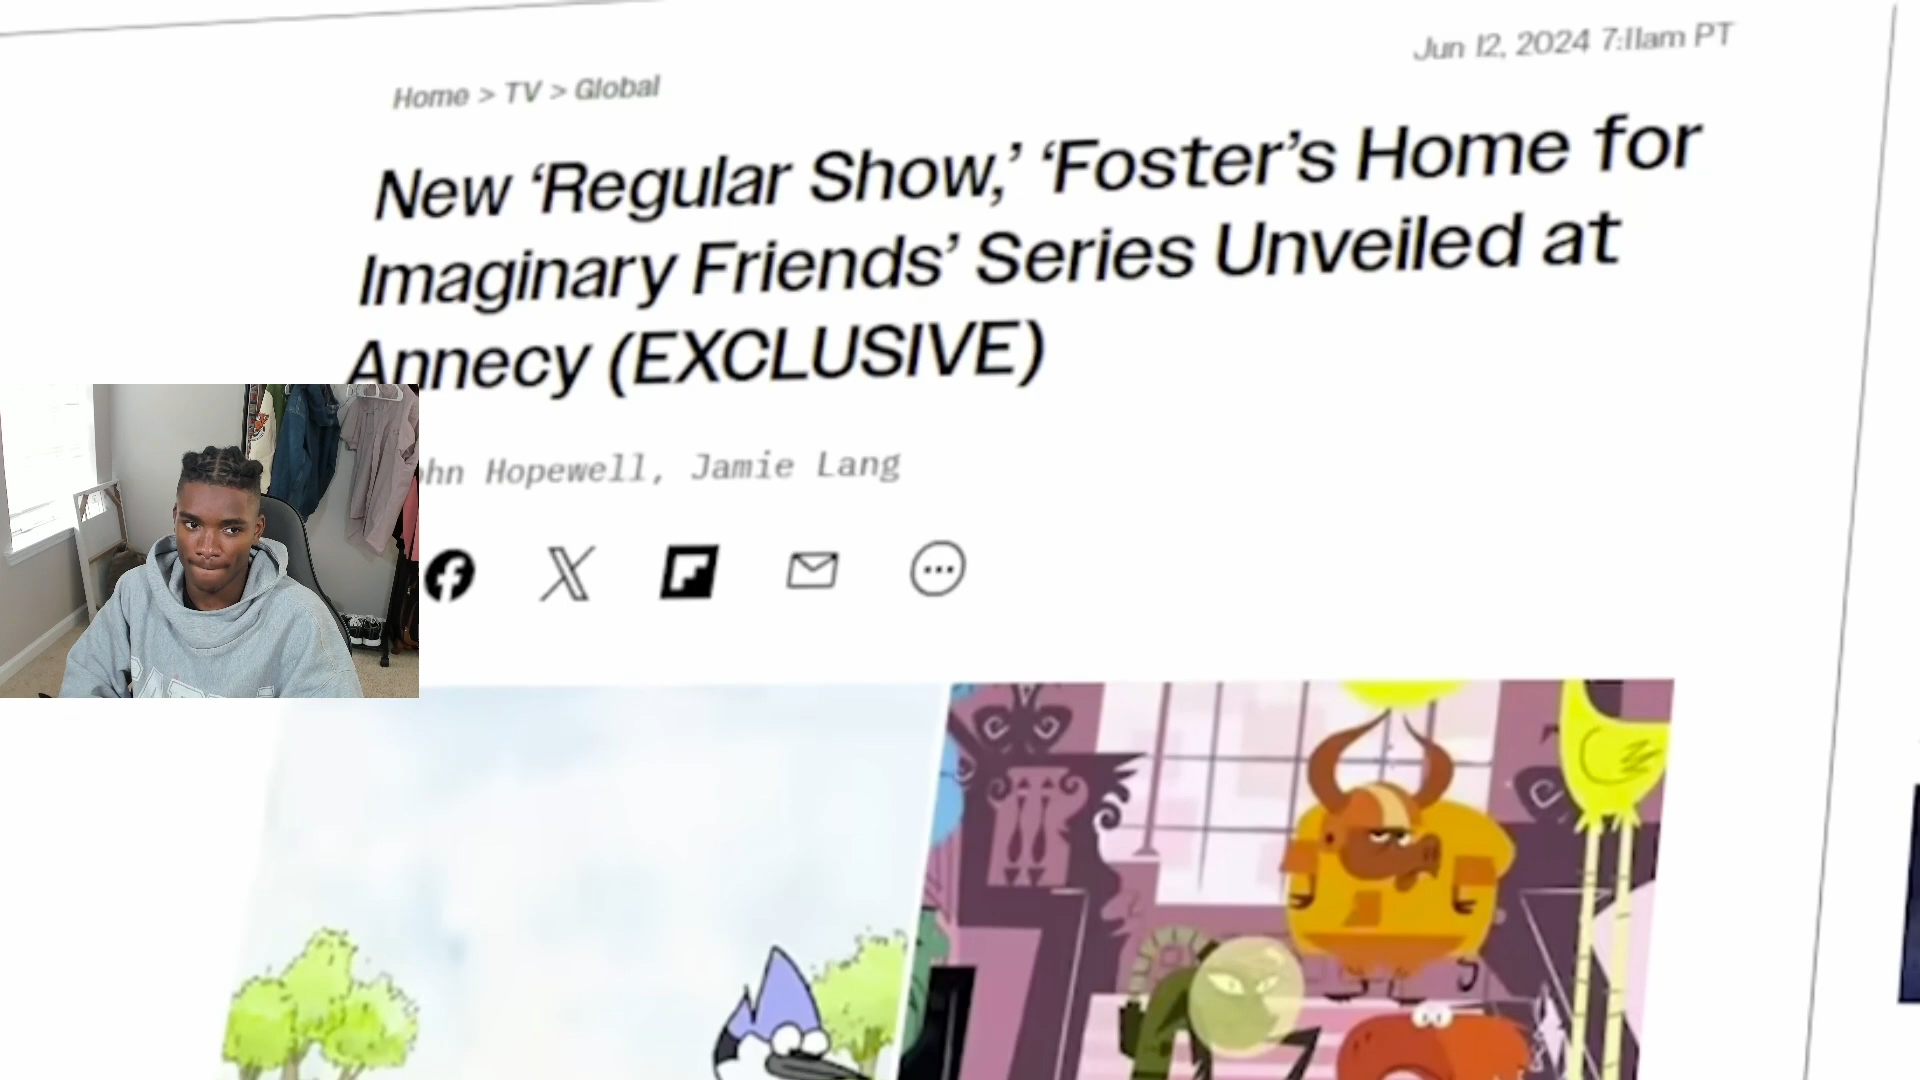 Jun 12, 2024 7:11am PT
Home > TV > Global
New ‘Regular Show,’ ‘Foster’s Home for
Imaginary Friends’ Series Unveiled at
Annecy (EXCLUSIVE)
Hopewell, Jamie Lang